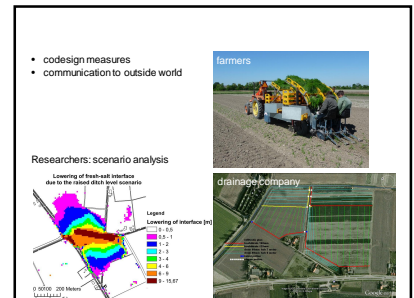 • codesign measures
• communication to outside world
farmers
Researchers: scenario analysis
Lowering of fresh-salt interface
due to the raised ditch level scenario
Legend
Lowering of interface [m]
0 - 0,5
0,5 - 1
1 - 2
2 - 3
3 - 4
4 - 6
6 - 9
9 - 15,67
0 50100 200 Meters
drainage company
Google